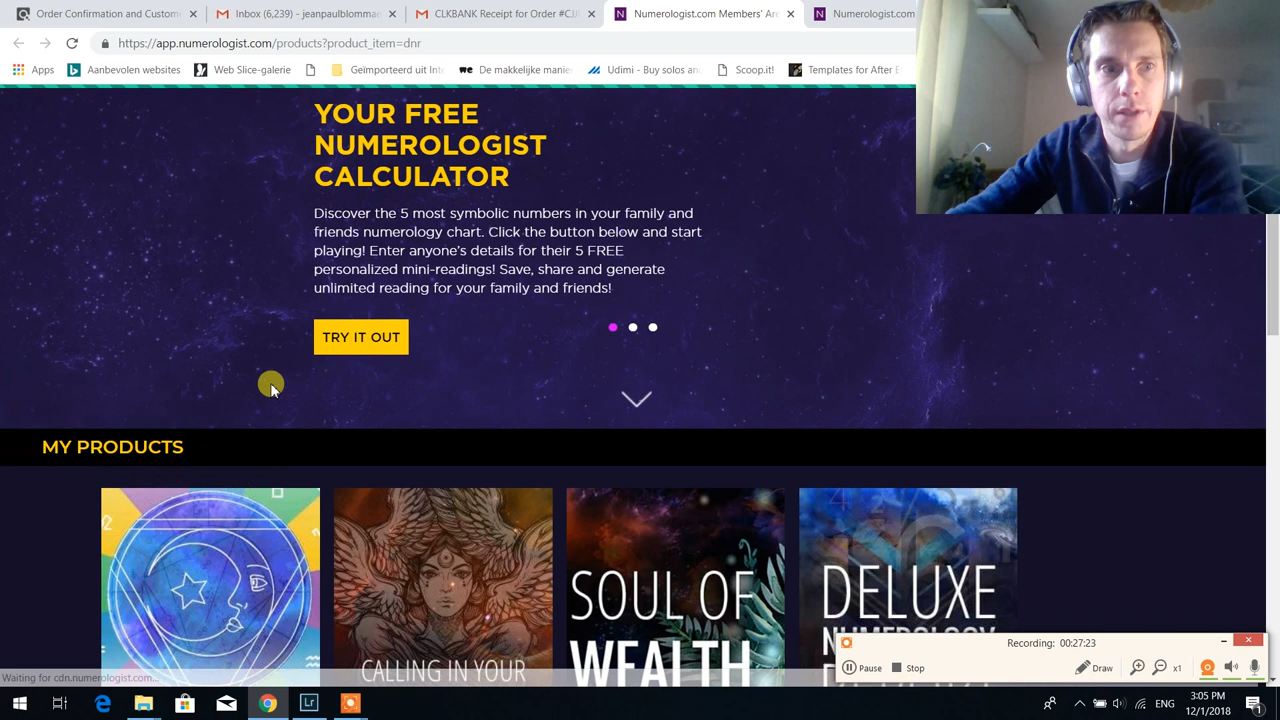 Order Confirmation and Custom
Inbox (6,239) - jeanpaulblommae
CLKBANK Receipt for Order #CJJ
Numerologist.com Members' Are
Numerologist.com
https://app.numerologist.com/products?product_item=dnr
Apps
Aanbevolen websites
Web Slice-galerie
Geïmporteerd uit Int
De makkelijke manie
Udimi - Buy solos an
Scoop.it!
Templates for After E
YOUR FREE
NUMEROLOGIST
CALCULATOR
Discover the 5 most symbolic numbers in your family and
friends numerology chart. Click the button below and start
playing! Enter anyone's details for their 5 FREE
personalized mini-readings! Save, share and generate
unlimited reading for your family and friends!
TRY IT OUT
MY PRODUCTS
CALLING IN YOUR
SOUL OF
WEALTH
DELUXE
NUMEROLOGY
Recording: 00:27:23
Pause
Stop
Draw
x1
Waiting for cdn.numerologist.com...
Lr
ENG
3:05 PM
12/1/2018
1